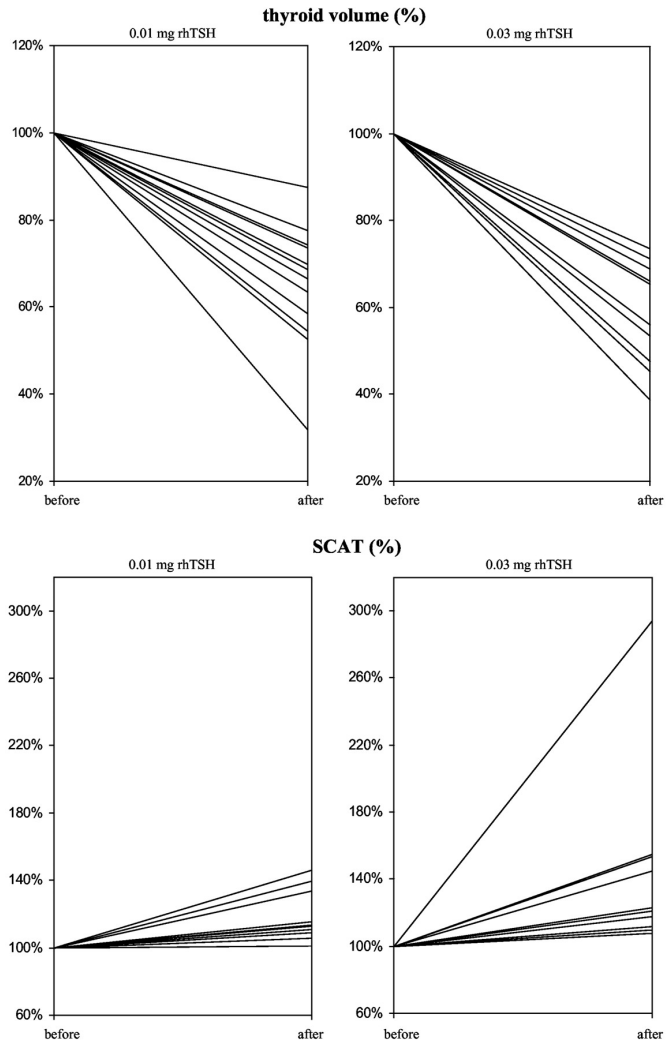 thyroid volume (%)
0.01 mg rhTSH
0.03 mg rhTSH
120%
100%
80%
60%
40%
20%
before
after
120%
100%
80%
60%
40%
20%
before
after
SCAT (%)
0.01 mg rhTSH
0.03 mg rhTSH
300%
260%
220%
180%
140%
100%
60%
before
after
300%
260%
220%
180%
140%
100%
60%
before
after